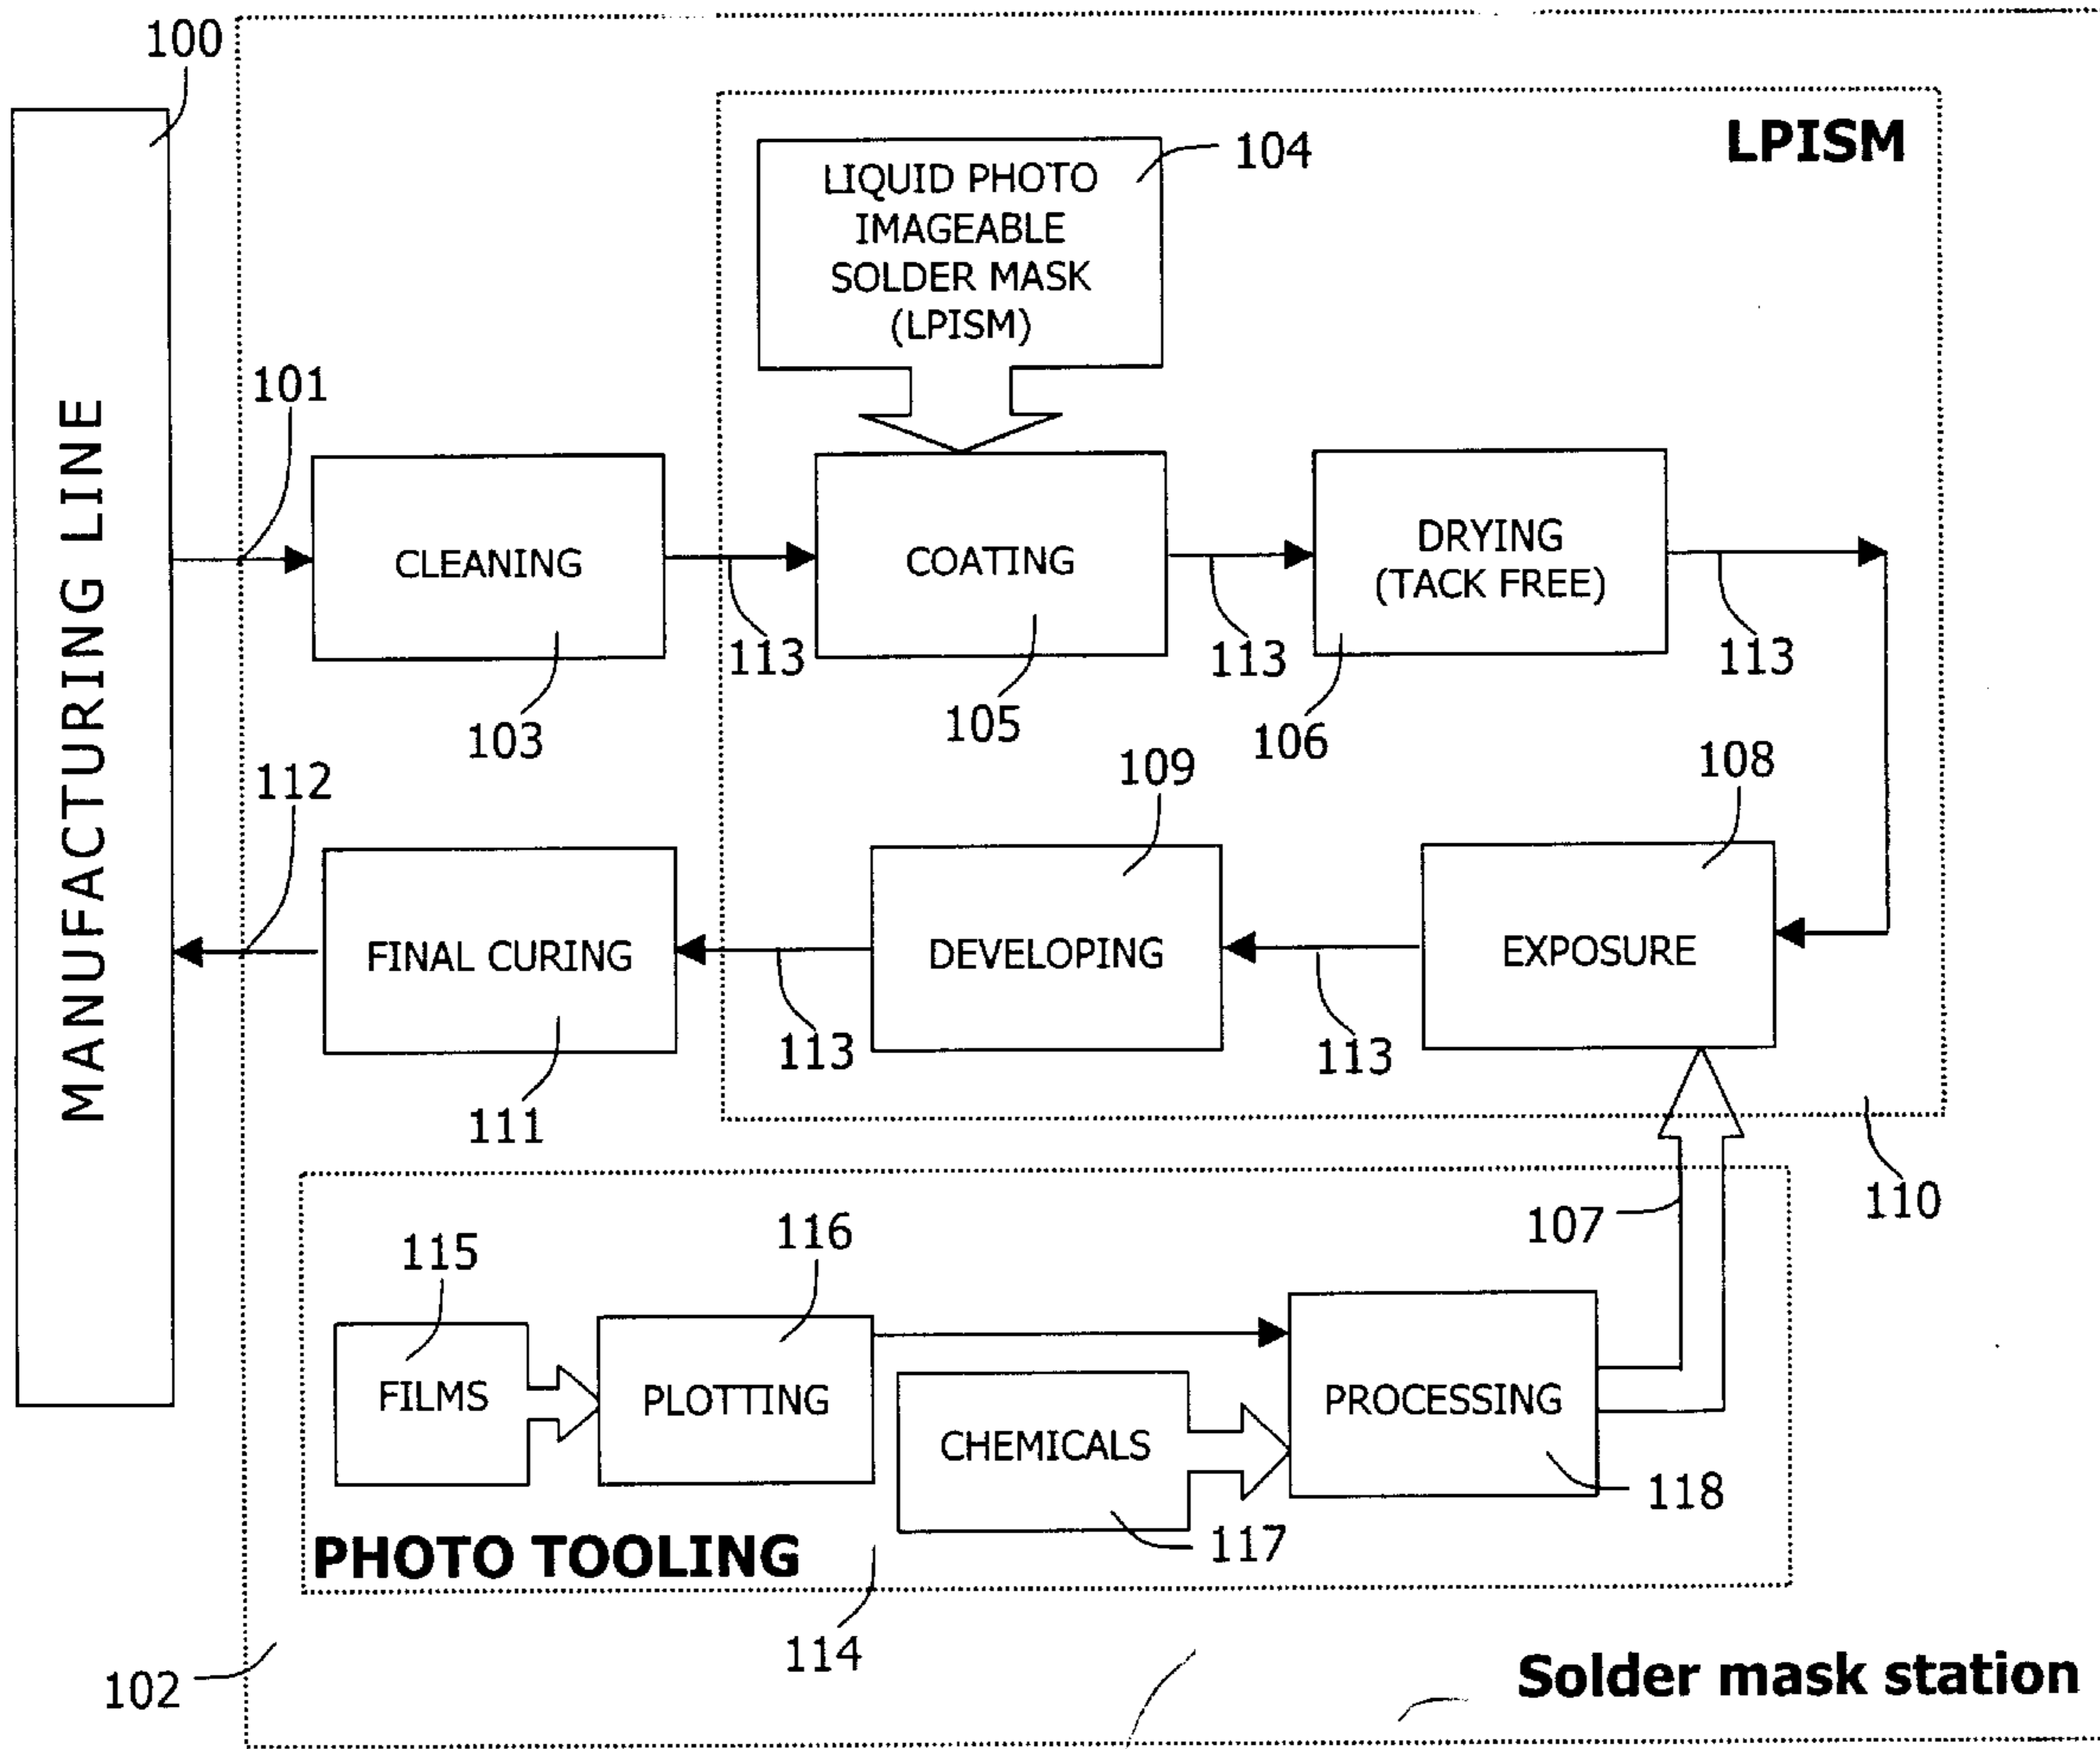 100
LPISM
104
LIQUID PHOTO
IMAGEABLE
SOLDER MASK
(LPISM)
101
MANUFACTURING LINE
CLEANING
COATING
DRYING
(TACK FREE)
113
113
113
103
105
106
112
109
108
FINAL CURING
DEVELOPING
EXPOSURE
113
113
111
110
107
115
116
FILMS
PLOTTING
PROCESSING
CHEMICALS
118
117
PHOTO TOOLING
114
102
Solder mask station